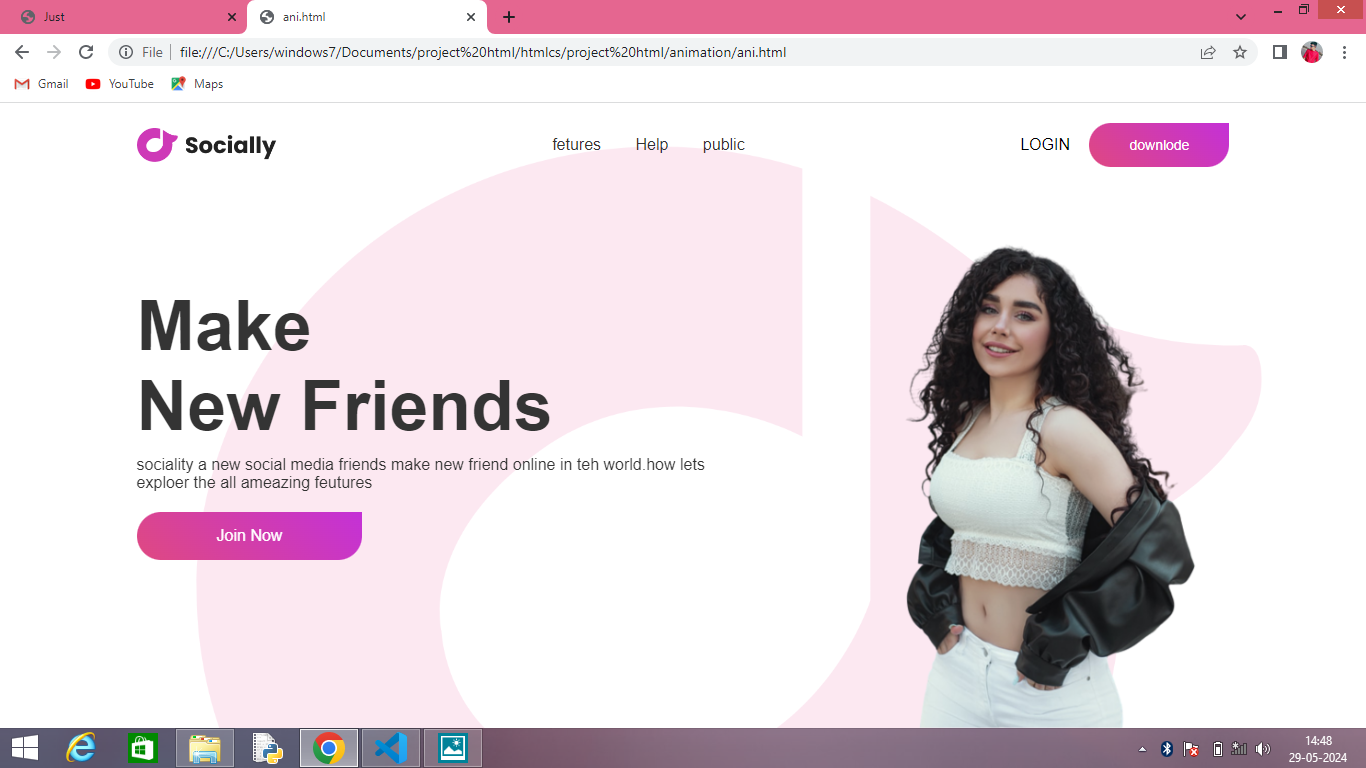 Just
ani.html
File
file:///C:/Users/windows7/Documents/project%20html/htmlcs/project%20html/animation/ani.html
Gmail
YouTube
Maps
Socially
fetures
Help
public
LOGIN
downlode
Make
New Friends
sociality a new social media friends make new friend online in teh world.how lets
exploer the all ameazing feutures
Join Now
14:48
29-05-2024